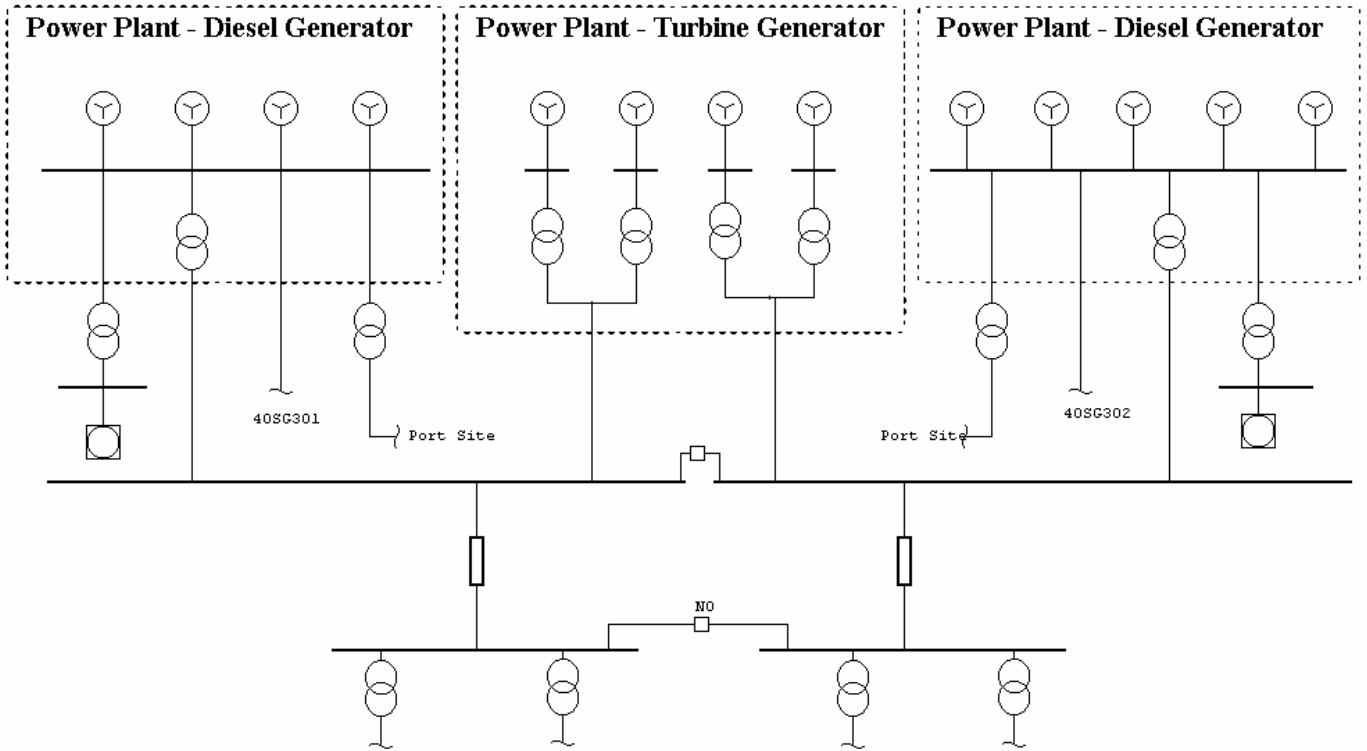 Power Plant - Diesel Generator
Power Plant - Turbine Generator
Power Plant - Diesel Generator
40SG301
Port Site
Port Site
40SG302
NO